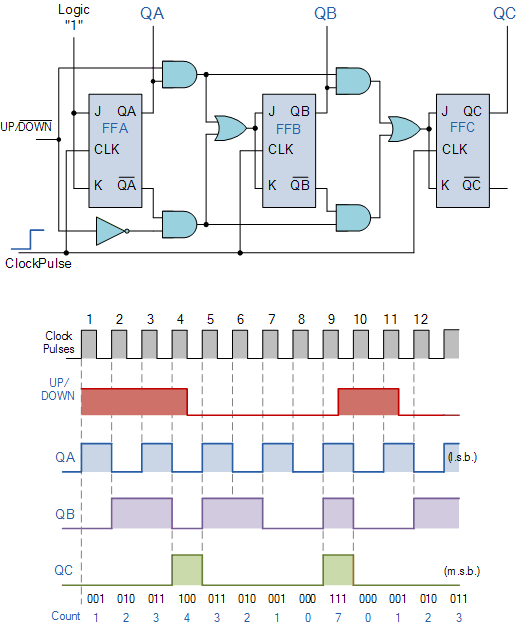 Logic
"1"
QA QB QC
J QA J QB J QC
FFA FFB FFC
UP/DOWN
CLK CLK CLK
K QA K QB K QC
ClockPulse
1 2 3 4 5 6 7 8 9 10 11 12
Clock
Pulses
UP/
DOWN
QA (l.s.b.)
QB
QC (m.s.b.)
001 010 011 100 011 010 001 000 111 000 001 010 011
Count 1 2 3 4 3 2 1 0 7 0 1 2 3